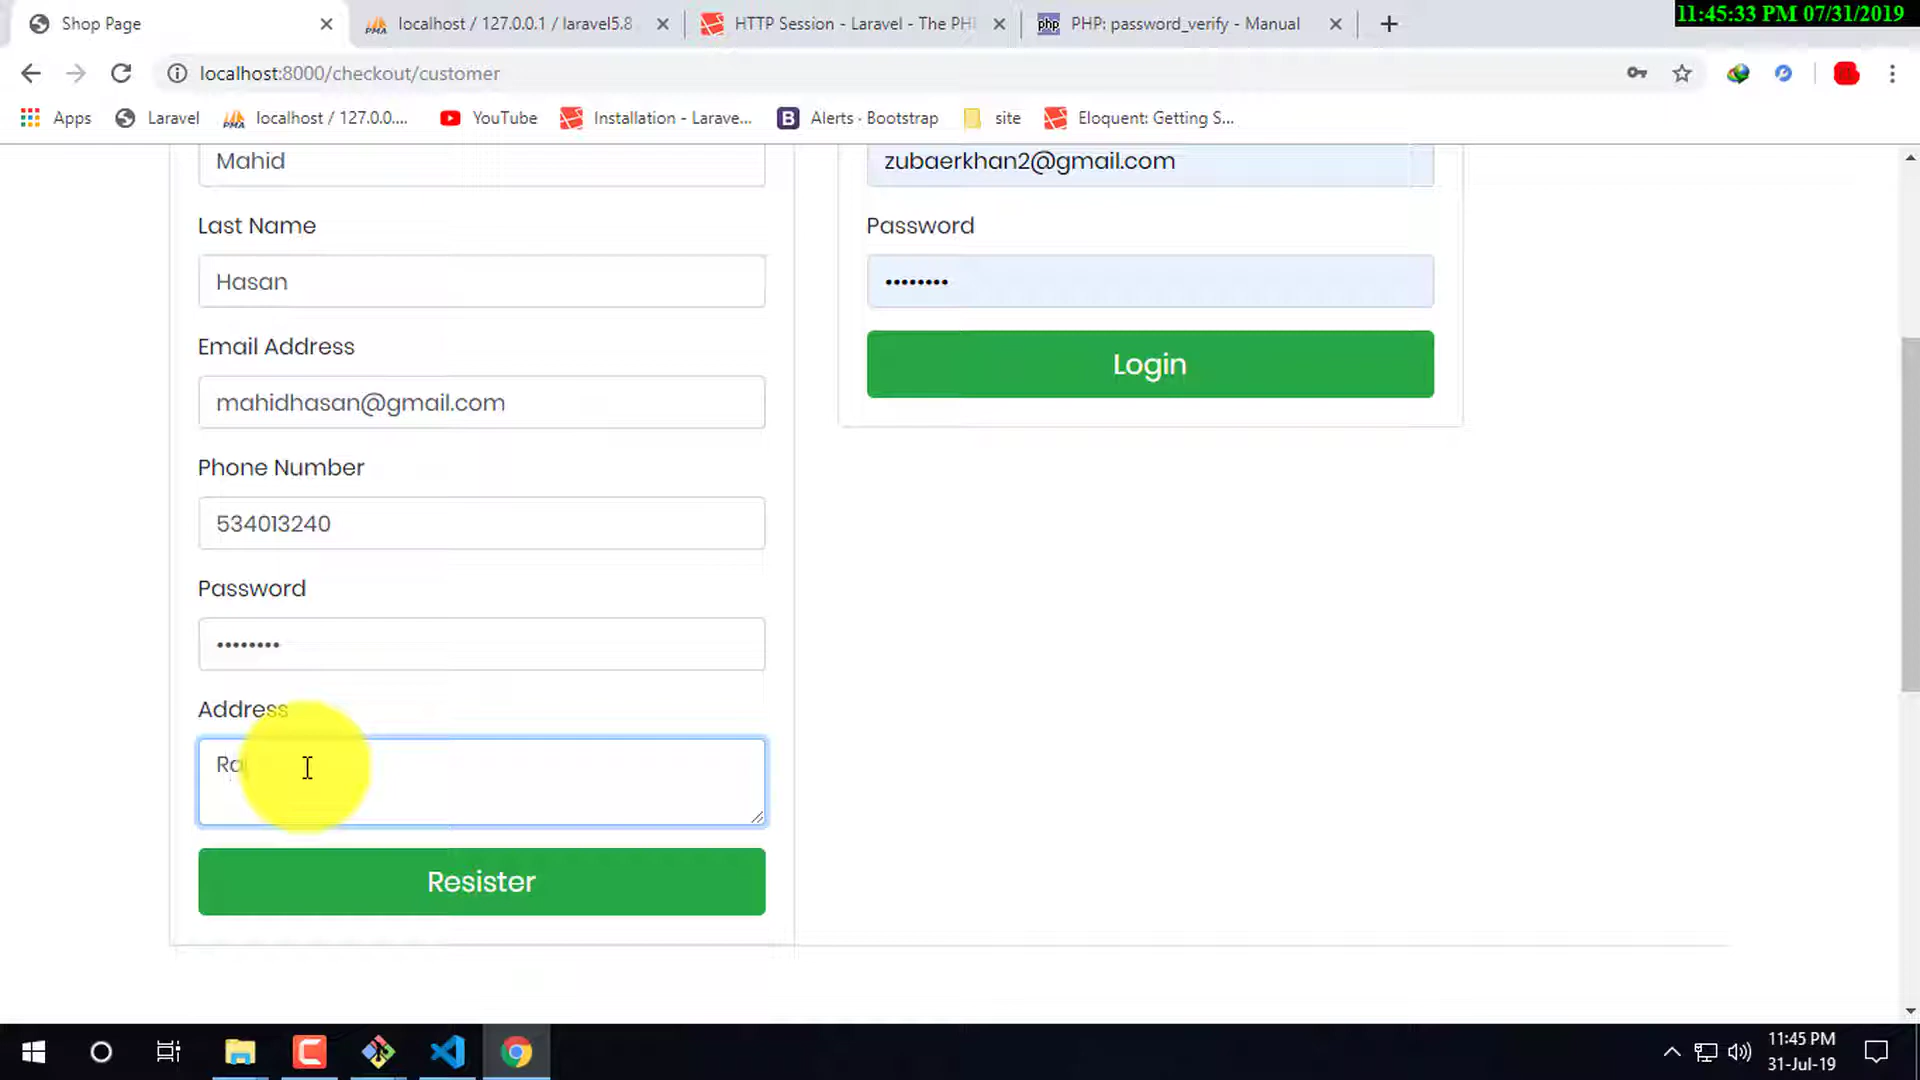 Shop Page
localhost / 127.0.0.1 / laravel5.8
HTTP Session - Laravel - The PH
PHP: password_verify - Manual
11:45:33 PM 07/31/2019
localhost:8000/checkout/customer
Apps
Laravel
localhost / 127.0.0....
YouTube
Installation - Larave...
Alerts · Bootstrap
site
Eloquent: Getting S...
Mahid
Last Name
Hasan
Email Address
mahidhasan@gmail.com
Phone Number
534013240
Password
••••••••
Address
Raj
Resister
zubaerkhan2@gmail.com
Password
••••••••
Login
11:45 PM
31-Jul-19